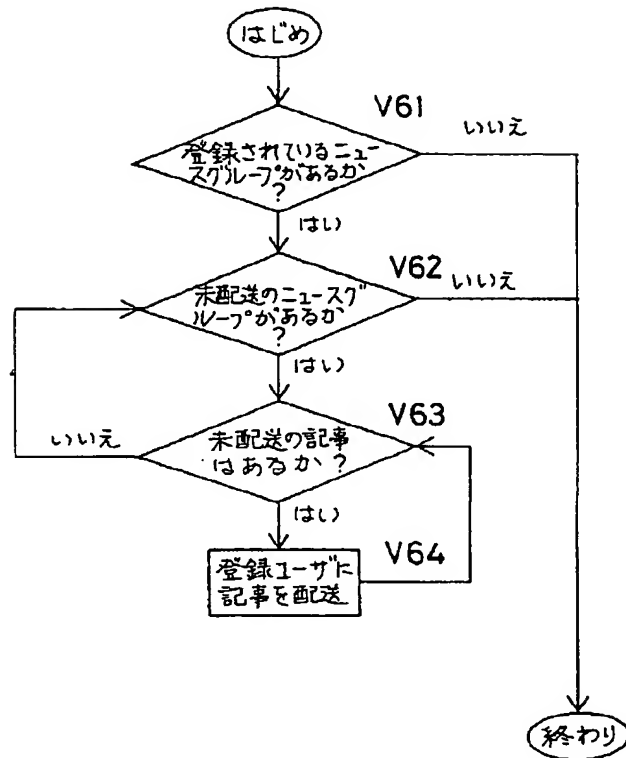 はじめ
V61
いいえ
登録されているニュー
スグループがあるか
?
はい
V62
いいえ
未配送のニュースグ
ループがあるか
?
はい
V63
いいえ
未配送の記事
はあるか?
はい
V64
登録ユーザに
記事を配送
終わり